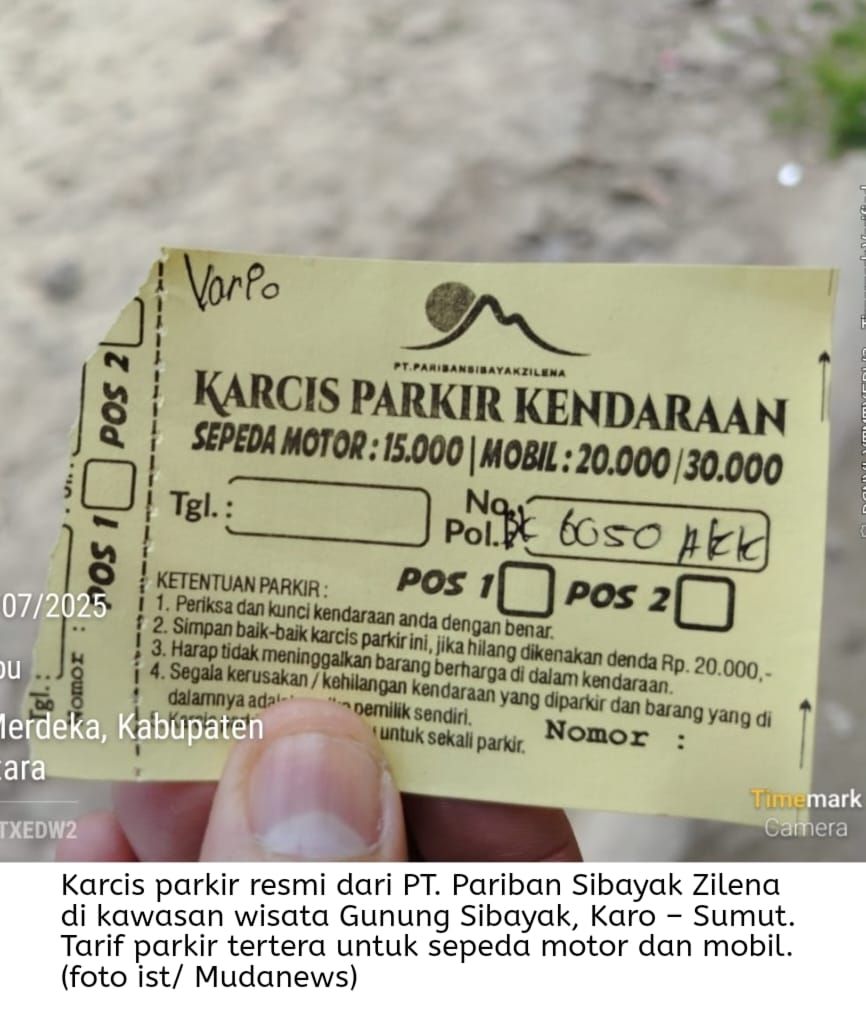 Varpo
PT.PARIBANSIBAYAKZILENA
KARCIS PARKIR KENDARAAN
SEPEDA MOTOR : 15.000 | MOBIL : 20.000/30.000
Tgl. :
No.
Pol. BK 6050 AKK
POS 1 POS 2
KETENTUAN PARKIR :
1. Periksa dan kunci kendaraan anda dengan benar.
2. Simpan baik-baik karcis parkir ini, jika hilang dikenakan denda Rp. 20.000,-
3. Harap tidak meninggalkan barang berharga di dalam kendaraan.
4. Segala kerusakan / kehilangan kendaraan yang diparkir dan barang yang di
dalamnya pemilik sendiri.
untuk sekali parkir.
Nomor :
POS 1 POS 2
Tgl. :
Nomor :
07/2025
Merdeka, Kabupaten
TXEDW2
Timemark
Camera
Karcis parkir resmi dari PT. Pariban Sibayak Zilena
di kawasan wisata Gunung Sibayak, Karo – Sumut.
Tarif parkir tertera untuk sepeda motor dan mobil.
(foto ist/ Mudanews)